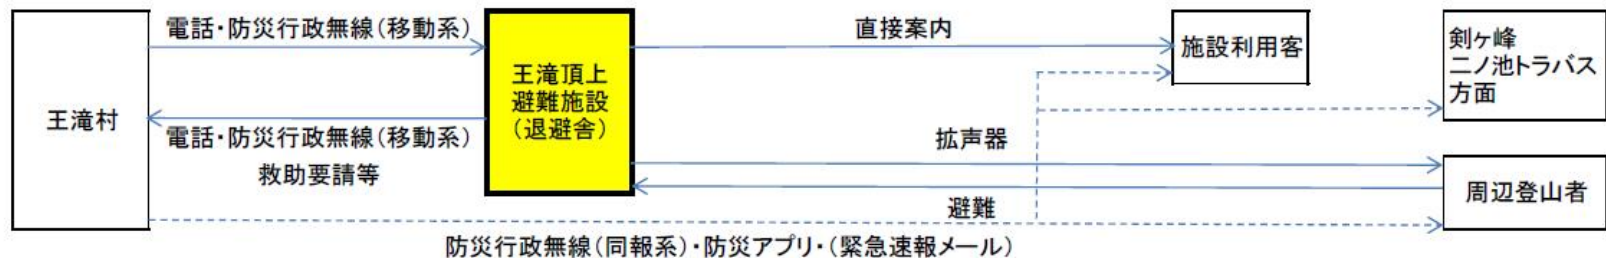 王滝村
電話・防災行政無線(移動系)
電話・防災行政無線(移動系)
救助要請等
王滝頂上
避難施設
(退避舎)
直接案内
施設利用客
剣ヶ峰
二ノ池トラバス
方面
拡声器
避難
周辺登山者
防災行政無線(同報系)・防災アプリ・(緊急速報メール)